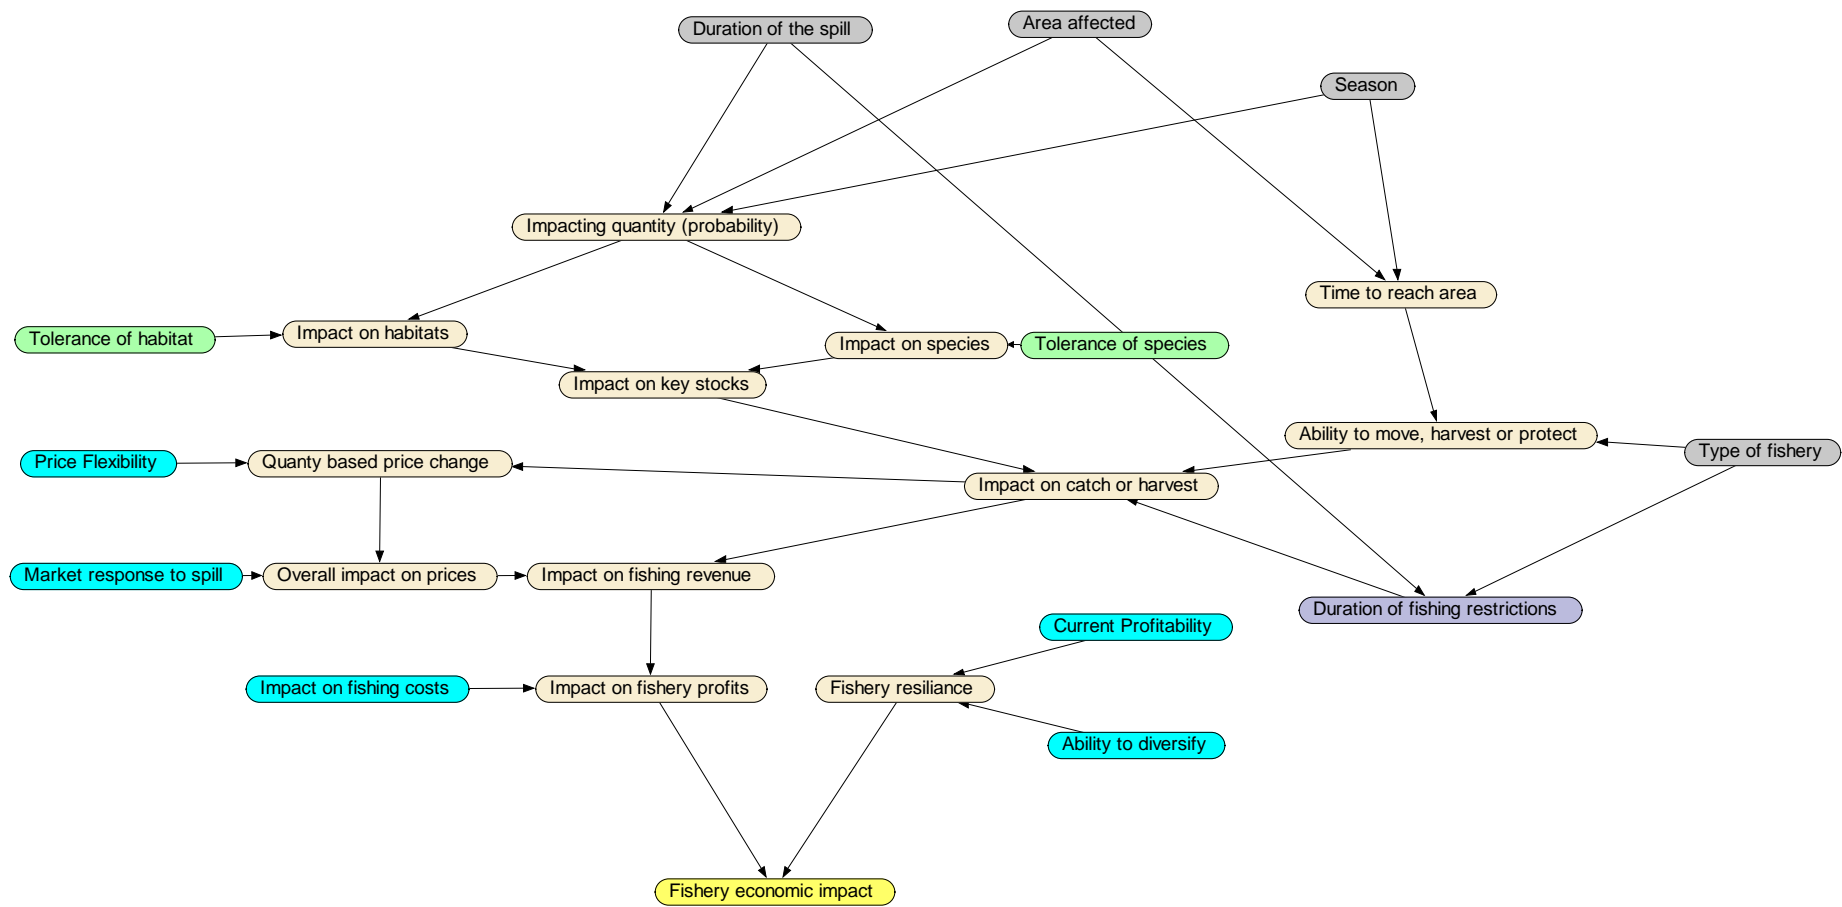 Duration of the spill
Area affected
Season
Impacting quantity (probability)
Time to reach area
Tolerance of habitat
Impact on habitats
Impact on species
Tolerance of species
Impact on key stocks
Ability to move, harvest or protect
Type of fishery
Price Flexibility
Quanty based price change
Impact on catch or harvest
Market response to spill
Overall impact on prices
Impact on fishing revenue
Duration of fishing restrictions
Current Profitability
Impact on fishing costs
Impact on fishery profits
Fishery resiliance
Ability to diversify
Fishery economic impact